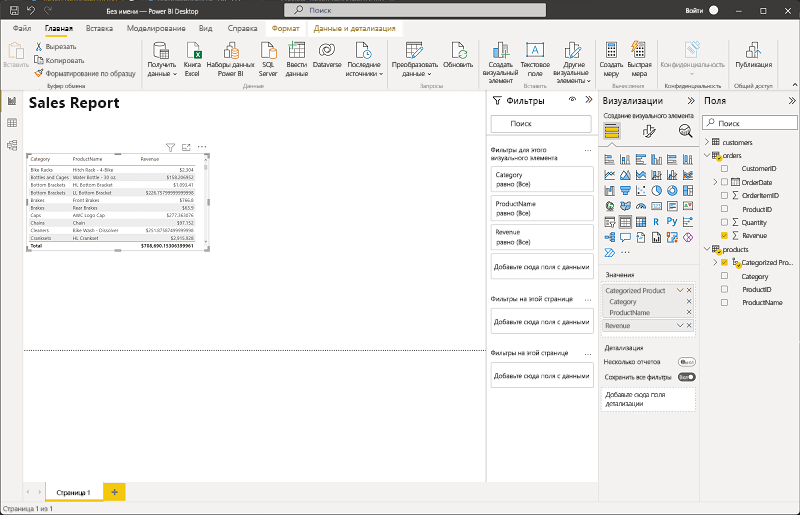 Без имени — Power BI Desktop
Поиск
Войти
Файл Главная Вставка Моделирование Вид Справка Формат Данные и детализация
Вставить
Вырезать
Копировать
Форматирование по образцу
Буфер обмена
Получить данные
Книга Excel
Наборы данных Power BI
SQL Server
Ввести данные
Dataverse
Последние источники
Данные
Преобразовать данные
Обновить
Запросы
Создать визуальный элемент
Текстовое поле
Другие визуальные элементы
Вставить
Создать меру
Быстрая мера
Вычисления
Конфиденциальность
Конфиденциальность
Публикация
Общий доступ
Sales Report
Category ProductName Revenue
Bike Racks Hitch Rack - 4-Bike $2,304
Bottles and Cages Water Bottle - 30 oz. $159.206952
Bottom Brackets HL Bottom Bracket $1,093.41
Bottom Brackets LL Bottom Bracket $226.75799999999998
Brakes Front Brakes $766.8
Brakes Rear Brakes $63.9
Caps AWC Logo Cap $277.363076
Chains Chain $97.152
Cleaners Bike Wash - Dissolver $251.87587499999998
Cranksets HL Crankset $2,915.928
Total $708,690.15306399961
Фильтры
Поиск
Фильтры для этого визуального элемента
Category
равно (Все)
ProductName
равно (Все)
Revenue
равно (Все)
Добавьте сюда поля с данными
Фильтры на этой странице
Добавьте сюда поля с данными
Фильтры на этой странице
Добавьте сюда поля с данными
Визуализации
Создание визуального элемента
Значения
Categorized Product
Category
ProductName
Revenue
Детализация
Несколько отчетов
Сохранить все фильтры
Добавьте сюда поля детализации
Поля
Поиск
customers
orders
CustomerID
OrderDate
OrderItemID
ProductID
Quantity
Revenue
products
Categorized Pro...
Category
ProductID
ProductName
Страница 1
Страница 1 из 1